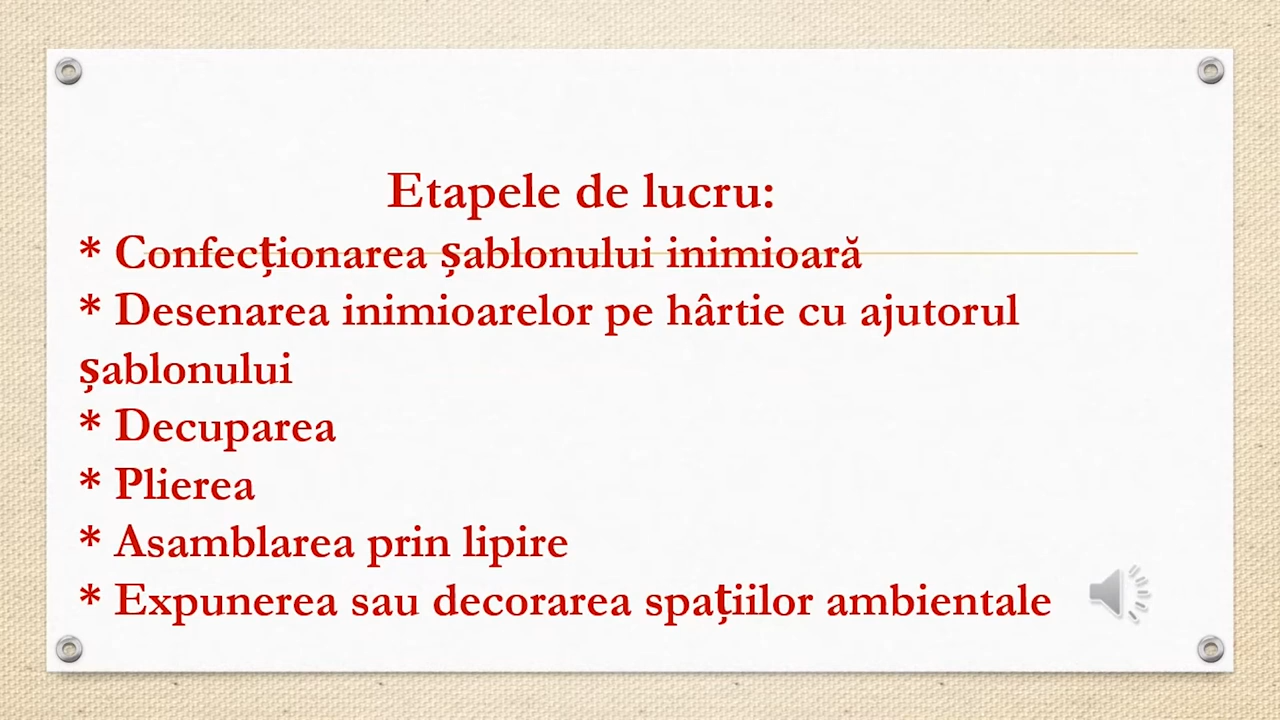 Etapele de lucru:
* Confecționarea șablonului inimioară
* Desenarea inimioarelor pe hârtie cu ajutorul
șablonului
* Decuparea
* Plierea
* Asamblarea prin lipire
* Expunerea sau decorarea spațiilor ambientale